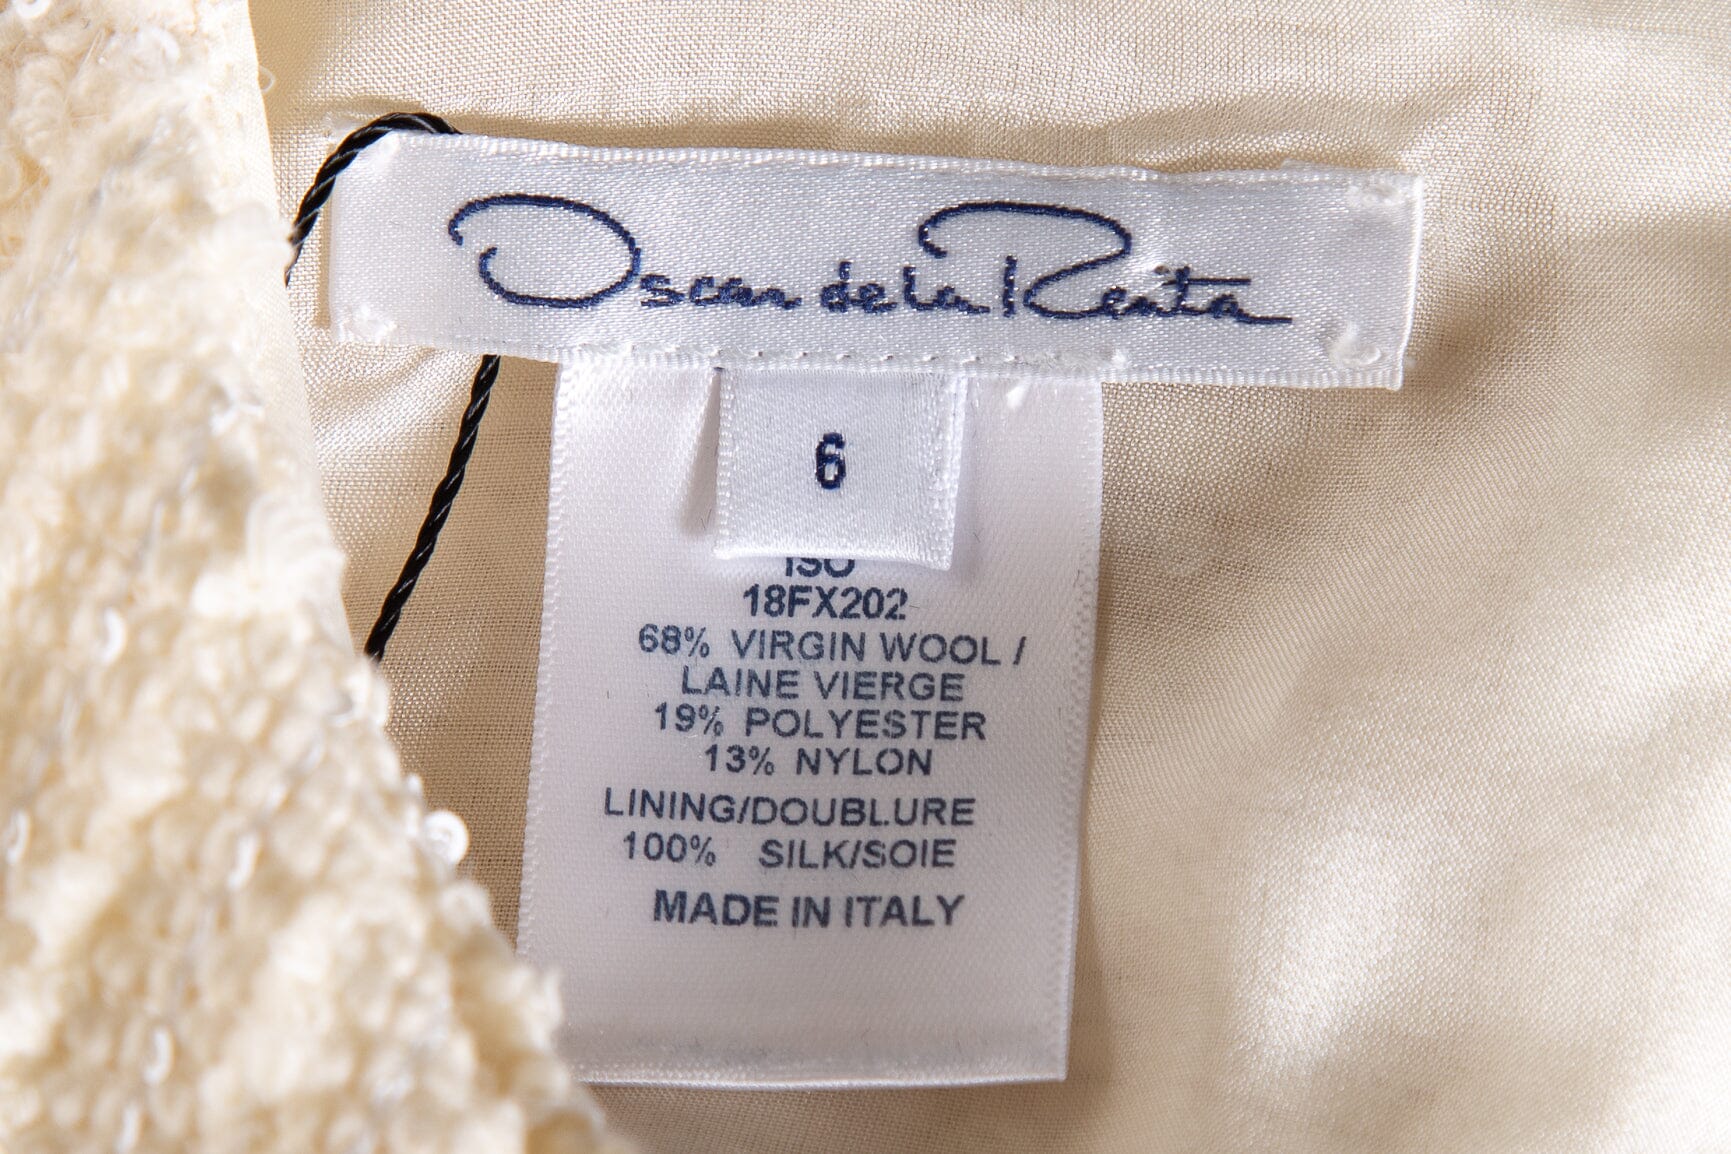 Oscar de la Renta
6
ISO
18FX202
68% VIRGIN WOOL /
LAINE VIERGE
19% POLYESTER
13% NYLON
LINING/DOUBLURE
100% SILK/SOIE
MADE IN ITALY